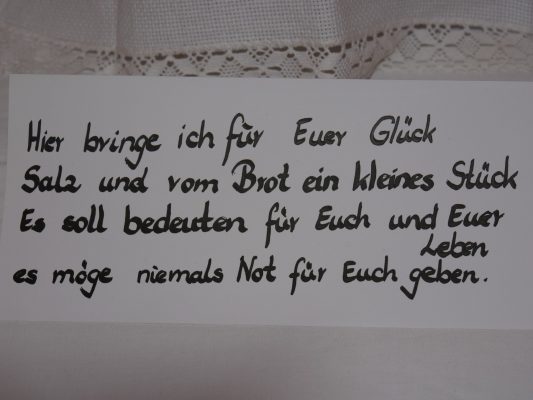 Hier bringe ich für Euer Glück
Salz und vom Brot ein kleines Stück
Es soll bedeuten für Euch und Euer
Leben
es möge niemals Not für Euch geben.